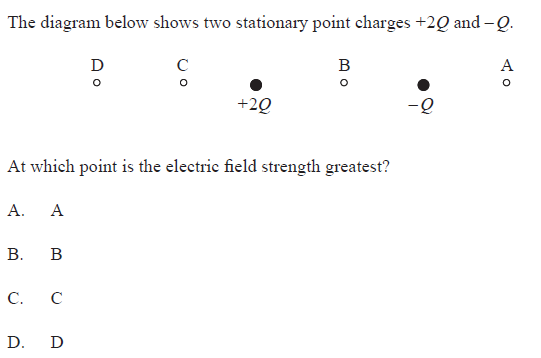 The diagram below shows two stationary point charges +2Q and –Q.
D C B A
+2Q –Q
At which point is the electric field strength greatest?
A. A
B. B
C. C
D. D